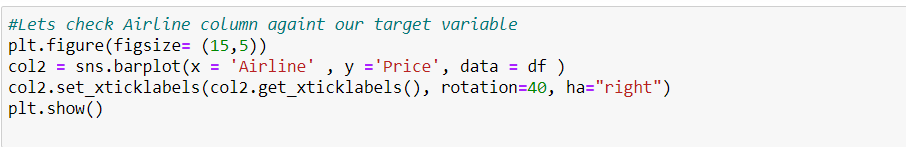 #Lets check Airline column againt our target variable
plt.figure(figsize= (15,5))
col2 = sns.barplot(x = 'Airline' , y ='Price', data = df )
col2.set_xticklabels(col2.get_xticklabels(), rotation=40, ha="right")
plt.show()